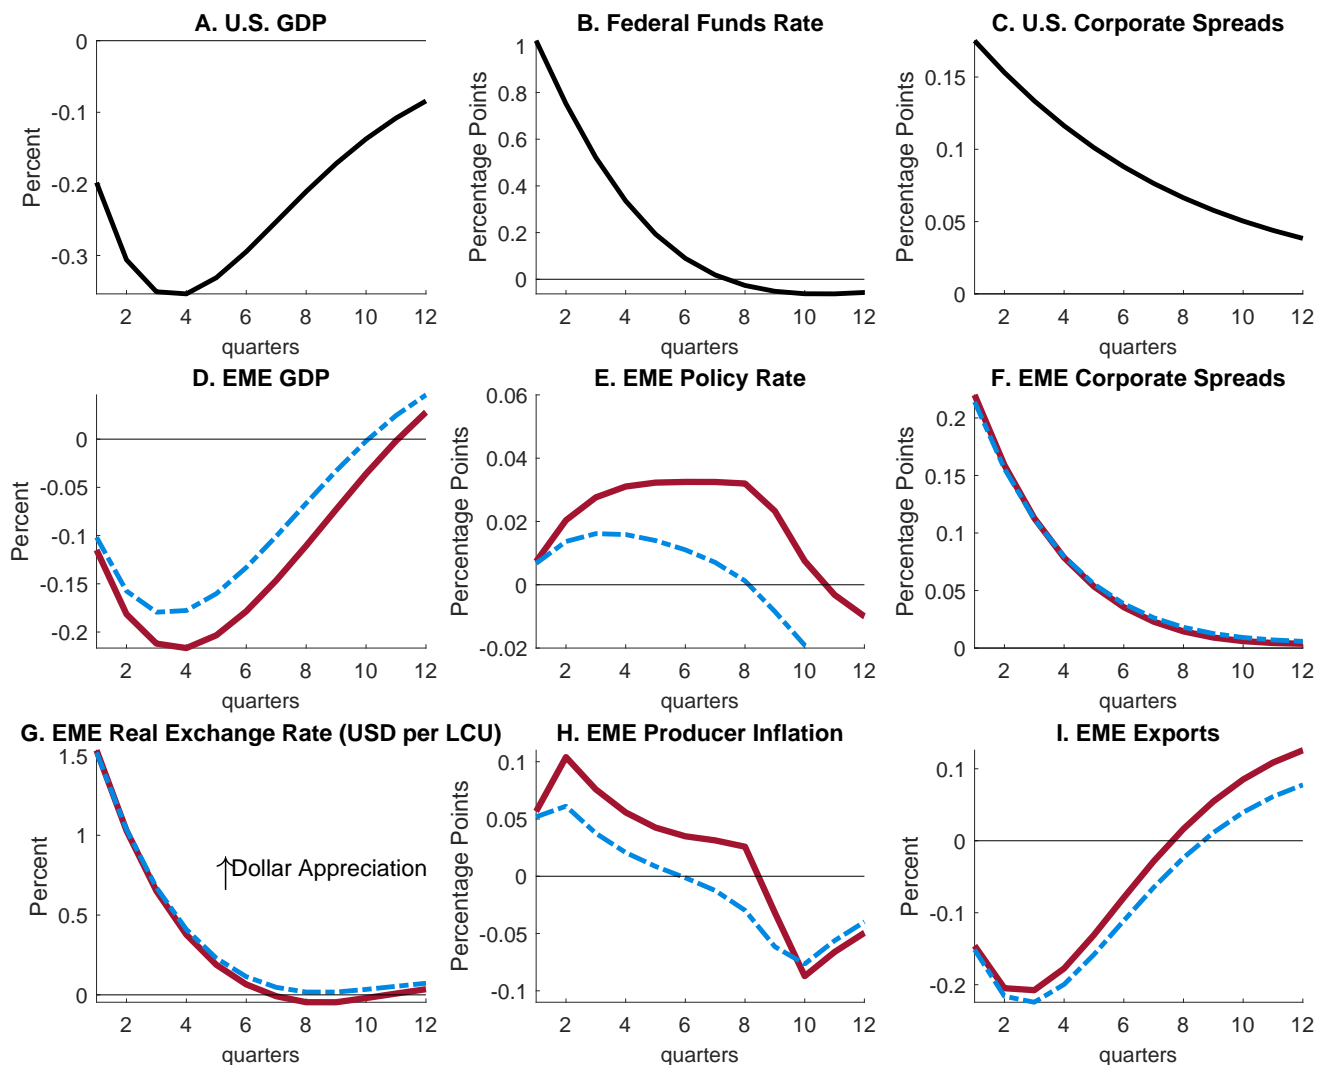 A. U.S. GDP
Percent
0
-0.1
-0.2
-0.3
2 4 6 8 10 12
quarters
B. Federal Funds Rate
Percentage Points
1
0.8
0.6
0.4
0.2
0
2 4 6 8 10 12
quarters
C. U.S. Corporate Spreads
Percentage Points
0.15
0.1
0.05
0
2 4 6 8 10 12
quarters
D. EME GDP
Percent
0
-0.05
-0.1
-0.15
-0.2
2 4 6 8 10 12
quarters
E. EME Policy Rate
Percentage Points
0.06
0.04
0.02
0
-0.02
2 4 6 8 10 12
quarters
F. EME Corporate Spreads
Percentage Points
0.2
0.15
0.1
0.05
0
2 4 6 8 10 12
quarters
G. EME Real Exchange Rate (USD per LCU)
Percent
1.5
1
0.5
0
↑Dollar Appreciation
2 4 6 8 10 12
quarters
H. EME Producer Inflation
Percentage Points
0.1
0.05
0
-0.05
-0.1
2 4 6 8 10 12
quarters
I. EME Exports
Percent
0.1
0
-0.1
-0.2
2 4 6 8 10 12
quarters